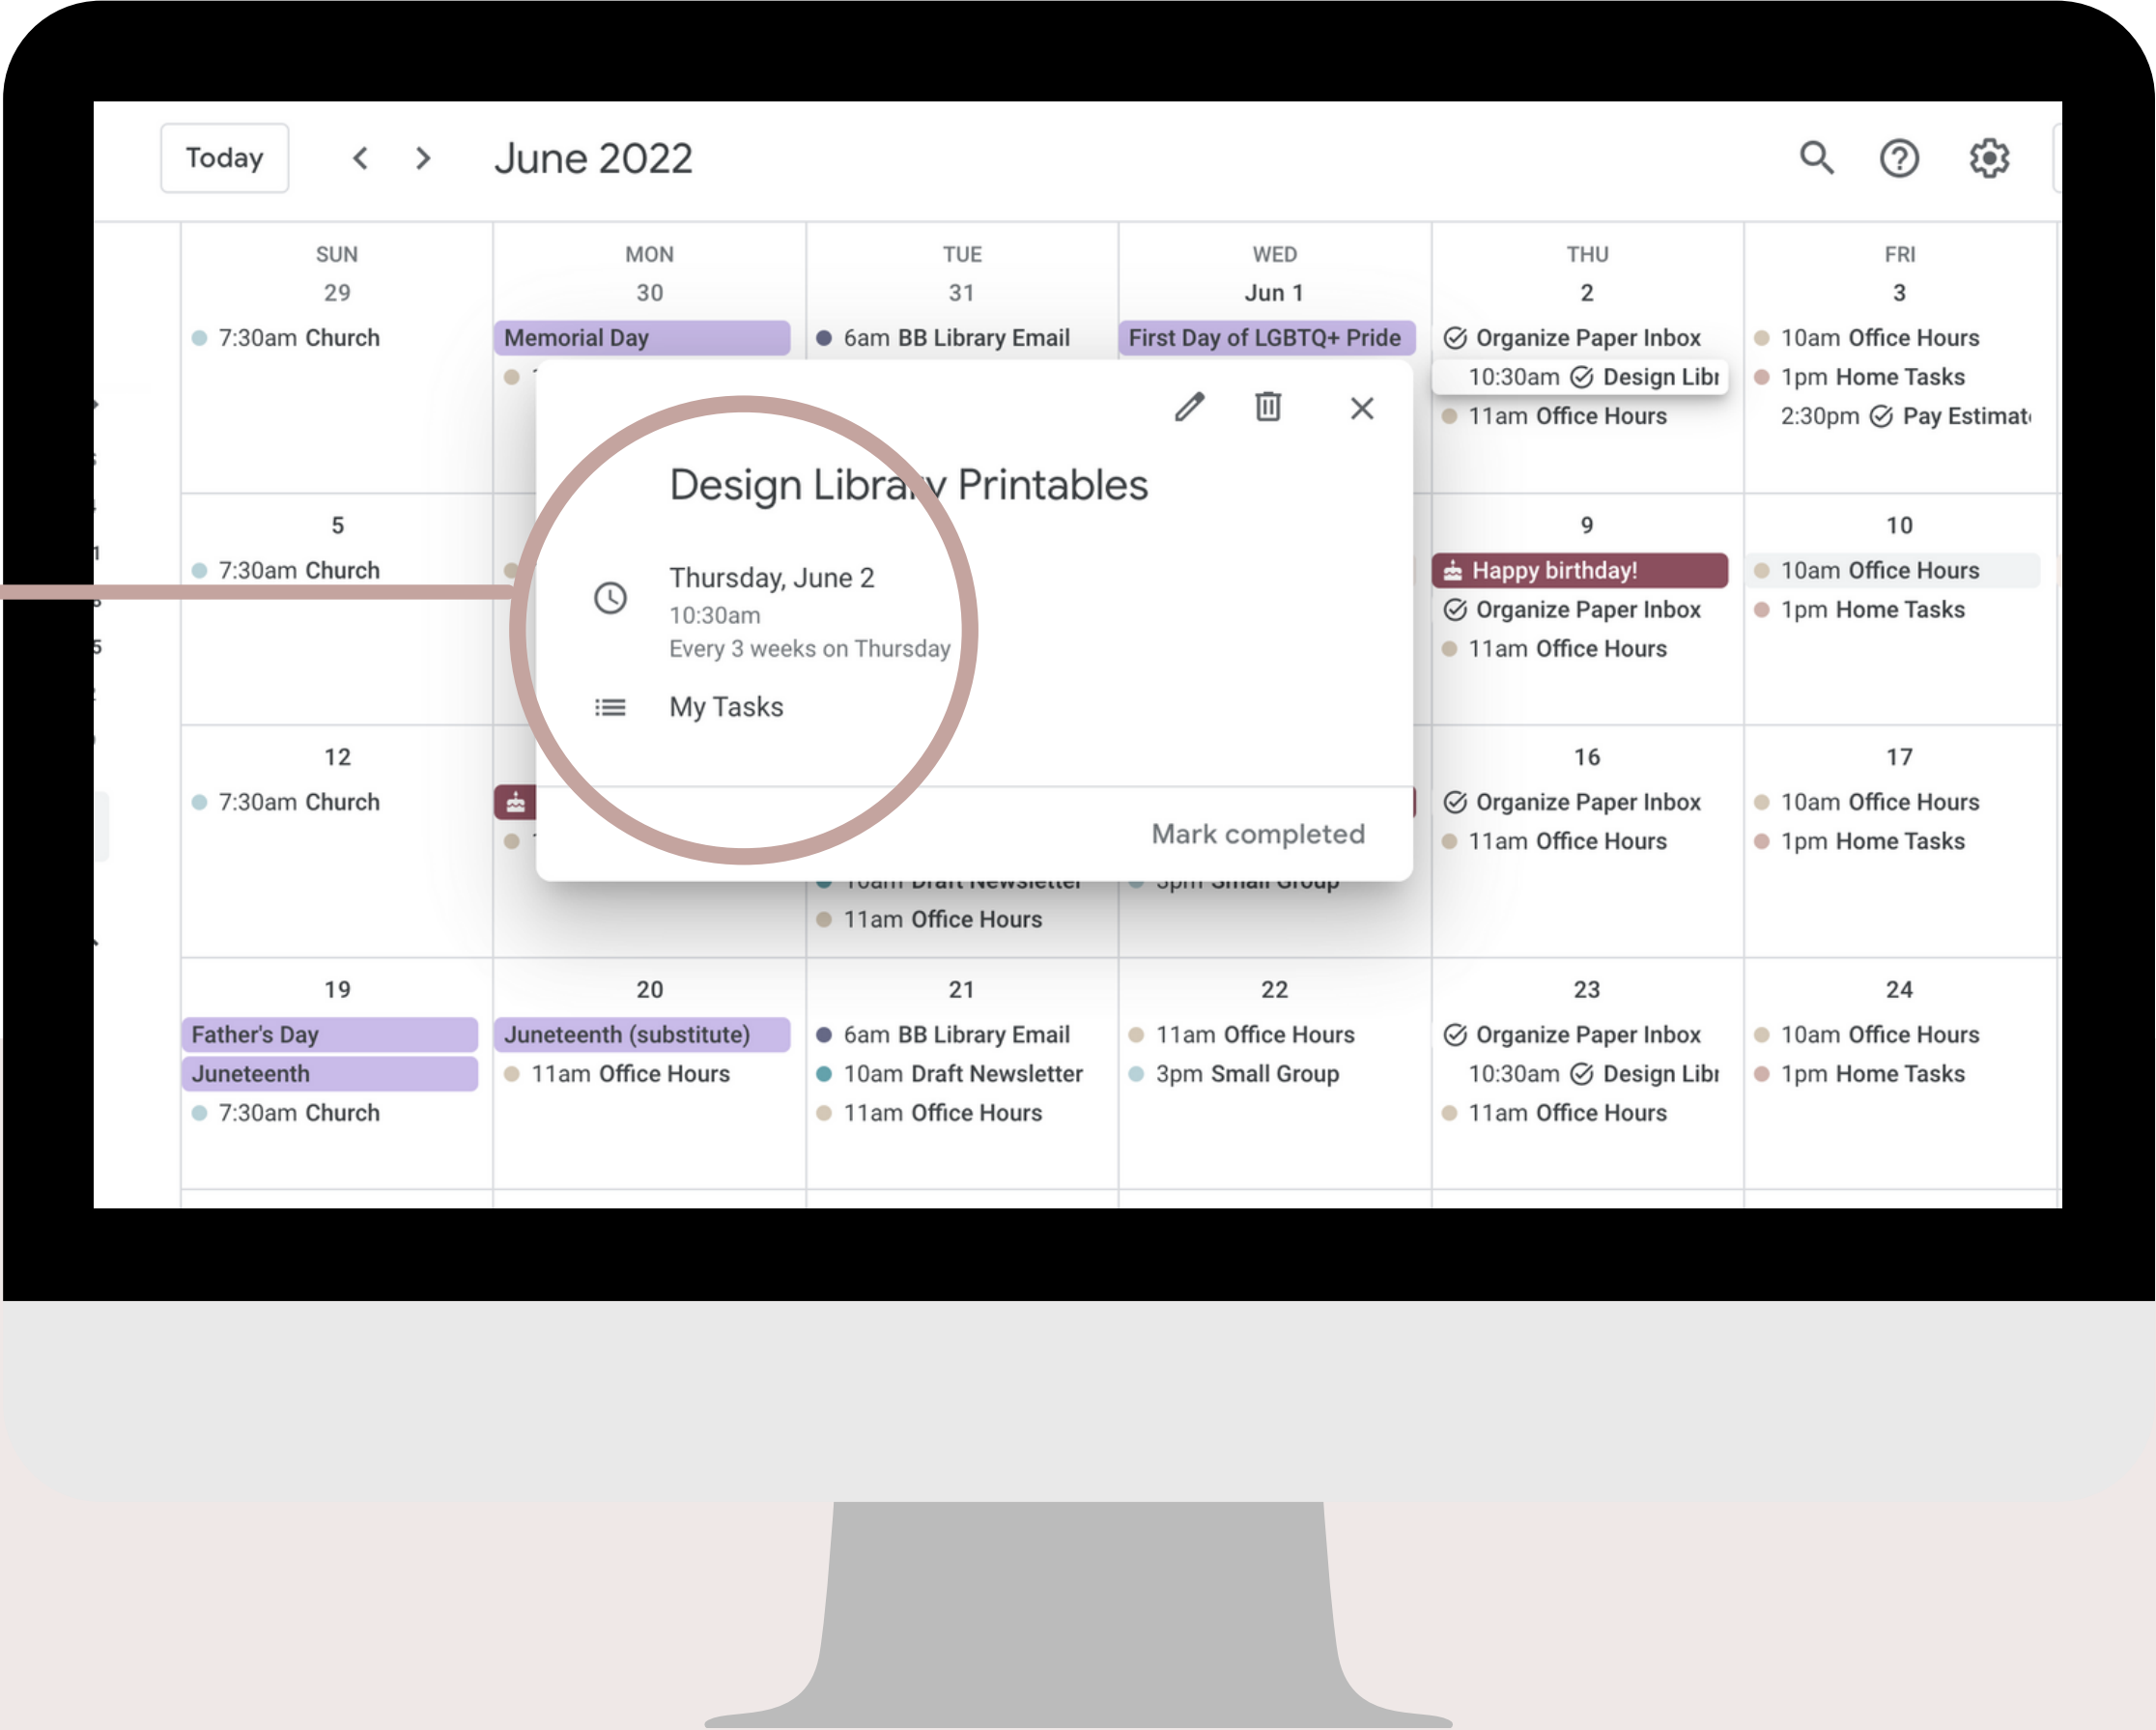 Today
June 2022
SUN MON TUE WED THU FRI
29 30 31 Jun 1 2 3
7:30am Church
Memorial Day
6am BB Library Email
First Day of LGBTQ+ Pride
Organize Paper Inbox
10:30am Design Libr
11am Office Hours
10am Office Hours
1pm Home Tasks
2:30pm Pay Estimat
Design Library Printables
Thursday, June 2
10:30am
Every 3 weeks on Thursday
My Tasks
Mark completed
5
7:30am Church
9
Happy birthday!
Organize Paper Inbox
11am Office Hours
10
10am Office Hours
1pm Home Tasks
12
7:30am Church
10am Draft Newsletter
11am Office Hours
3pm Small Group
16
Organize Paper Inbox
11am Office Hours
17
10am Office Hours
1pm Home Tasks
19
Father's Day
Juneteenth
7:30am Church
20
Juneteenth (substitute)
11am Office Hours
21
6am BB Library Email
10am Draft Newsletter
11am Office Hours
22
11am Office Hours
3pm Small Group
23
Organize Paper Inbox
10:30am Design Libr
11am Office Hours
24
10am Office Hours
1pm Home Tasks